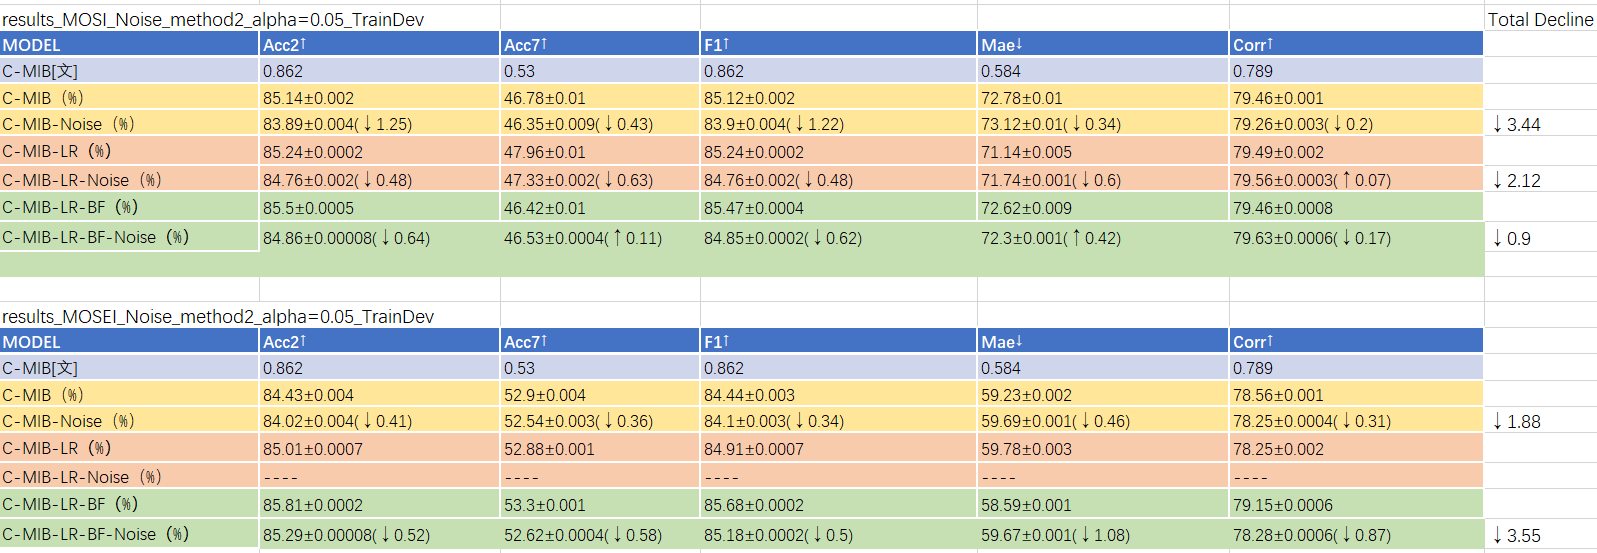 results_MOSI_Noise_method2_alpha=0.05_TrainDev Total Decline
MODEL Acc2↑ Acc7↑ F1↑ Mae↓ Corr↑
C-MIB[文] 0.862 0.53 0.862 0.584 0.789
C-MIB（%） 85.14±0.002 46.78±0.01 85.12±0.002 72.78±0.01 79.46±0.001
C-MIB-Noise（%） 83.89±0.004(↓1.25) 46.35±0.009(↓0.43) 83.9±0.004(↓1.22) 73.12±0.01(↓0.34) 79.26±0.003(↓0.2) ↓3.44
C-MIB-LR（%） 85.24±0.0002 47.96±0.01 85.24±0.0002 71.14±0.005 79.49±0.002
C-MIB-LR-Noise（%） 84.76±0.002(↓0.48) 47.33±0.002(↓0.63) 84.76±0.002(↓0.48) 71.74±0.001(↓0.6) 79.56±0.0003(↑0.07) ↓2.12
C-MIB-LR-BF（%） 85.5±0.0005 46.42±0.01 85.47±0.0004 72.62±0.009 79.46±0.0008
C-MIB-LR-BF-Noise（%） 84.86±0.00008(↓0.64) 46.53±0.0004(↑0.11) 84.85±0.0002(↓0.62) 72.3±0.001(↑0.42) 79.63±0.0006(↓0.17) ↓0.9
results_MOSEI_Noise_method2_alpha=0.05_TrainDev
MODEL Acc2↑ Acc7↑ F1↑ Mae↓ Corr↑
C-MIB[文] 0.862 0.53 0.862 0.584 0.789
C-MIB（%） 84.43±0.004 52.9±0.004 84.44±0.003 59.23±0.002 78.56±0.001
C-MIB-Noise（%） 84.02±0.004(↓0.41) 52.54±0.003(↓0.36) 84.1±0.003(↓0.34) 59.69±0.001(↓0.46) 78.25±0.0004(↓0.31) ↓1.88
C-MIB-LR（%） 85.01±0.0007 52.88±0.001 84.91±0.0007 59.78±0.003 78.25±0.002
C-MIB-LR-Noise（%） ---- ---- ---- ---- ----
C-MIB-LR-BF（%） 85.81±0.0002 53.3±0.001 85.68±0.0002 58.59±0.001 79.15±0.0006
C-MIB-LR-BF-Noise（%） 85.29±0.00008(↓0.52) 52.62±0.0004(↓0.58) 85.18±0.0002(↓0.5) 59.67±0.001(↓1.08) 78.28±0.0006(↓0.87) ↓3.55